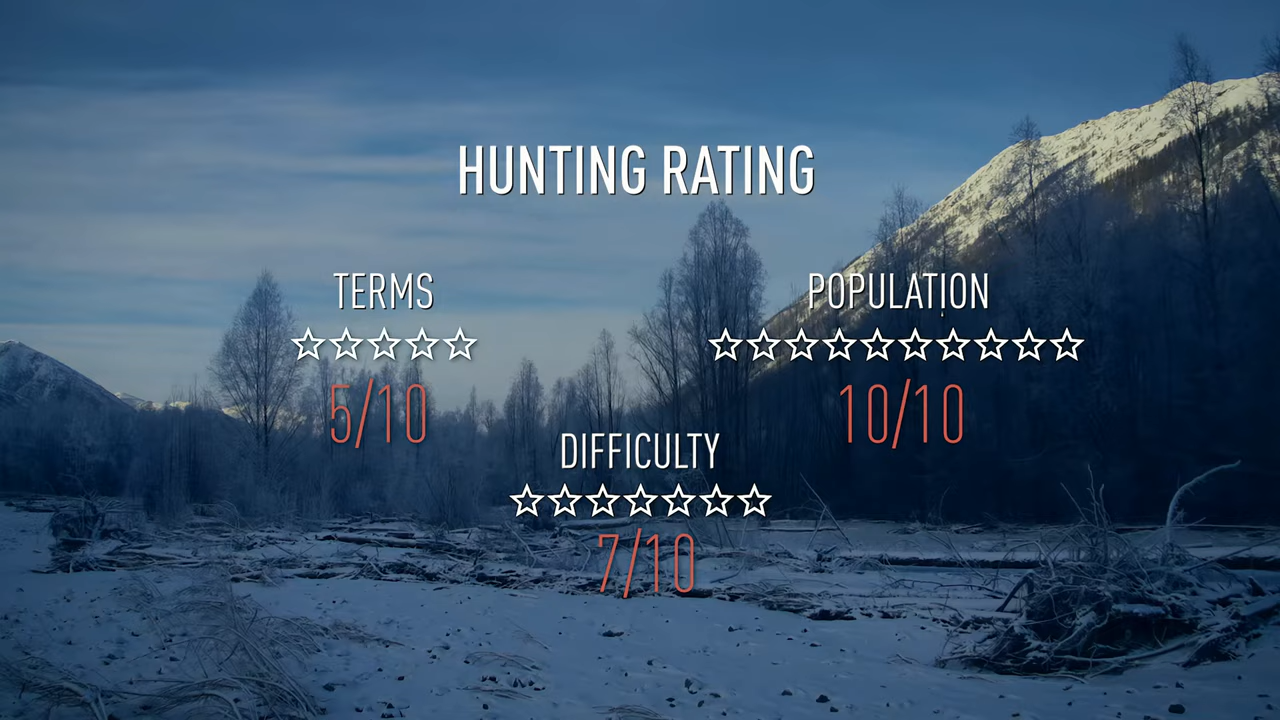 HUNTING RATING
TERMS
5/10
POPULATION
10/10
DIFFICULTY
7/10